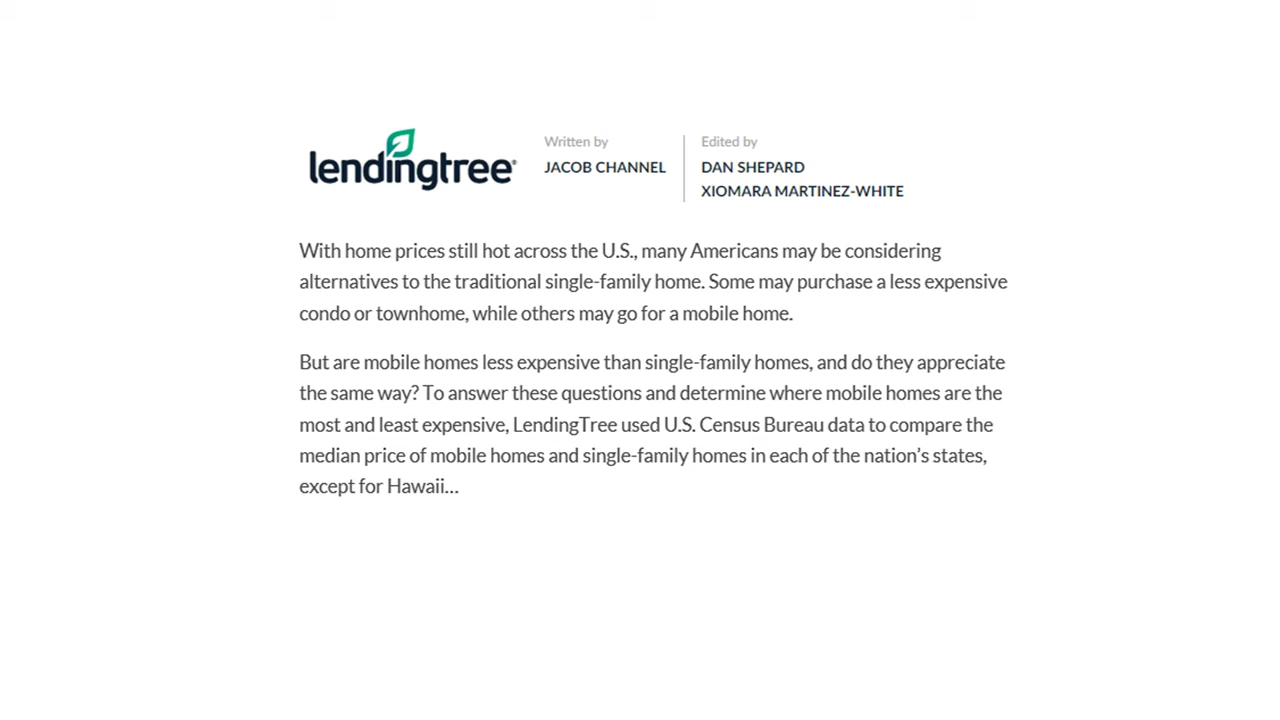 lendingtree®
Written by
JACOB CHANNEL
Edited by
DAN SHEPARD
XIOMARA MARTINEZ-WHITE
With home prices still hot across the U.S., many Americans may be considering
alternatives to the traditional single-family home. Some may purchase a less expensive
condo or townhome, while others may go for a mobile home.
But are mobile homes less expensive than single-family homes, and do they appreciate
the same way? To answer these questions and determine where mobile homes are the
most and least expensive, LendingTree used U.S. Census Bureau data to compare the
median price of mobile homes and single-family homes in each of the nation’s states,
except for Hawaii…